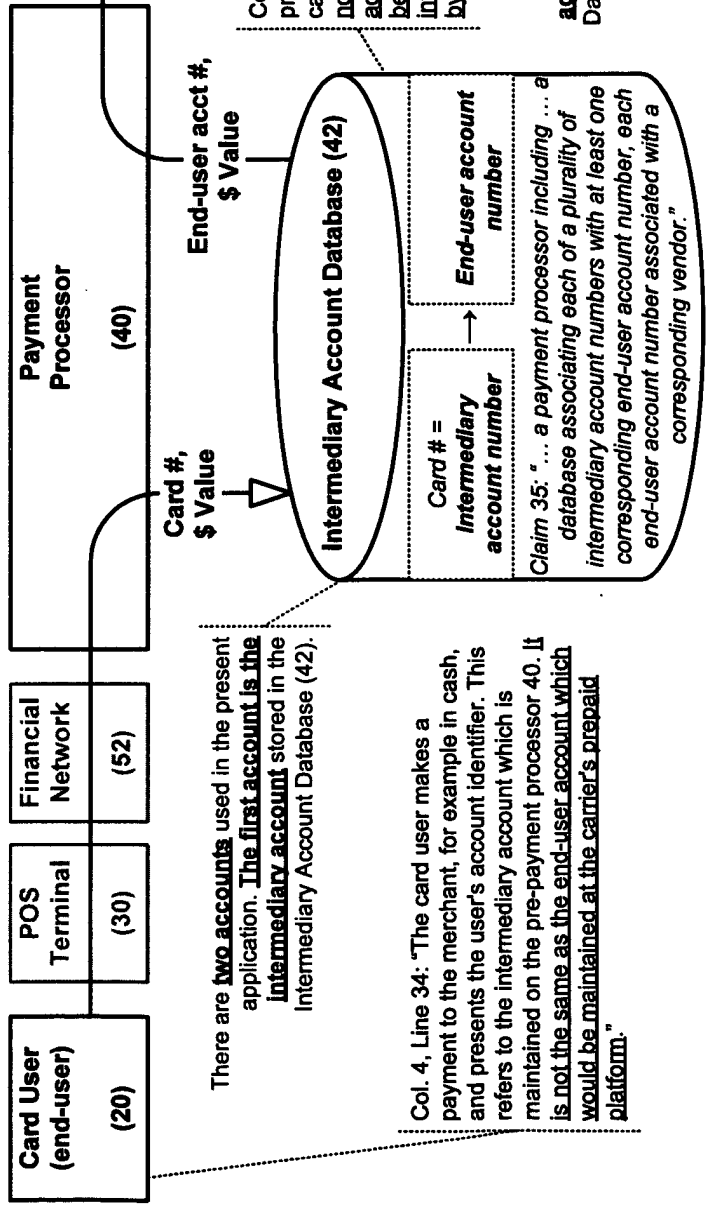 Card User
(end-user)
(20)
POS
Terminal
(30)
Financial
Network
(52)
Payment
Processor
(40)
Card #,
$ Value
End-user acct #,
$ Value
There are two accounts used in the present
application. The first account is the
intermediary account stored in the
Intermediary Account Database (42).
Col. 4, Line 34: "The card user makes a
payment to the merchant, for example in cash,
and presents the user's account identifier. This
refers to the intermediary account which is
maintained on the pre-payment processor 40. It
is not the same as the end-user account which
would be maintained at the carrier's prepaid
platform."
Intermediary Account Database (42)
Card # =
Intermediary
account number
→
End-user account
number
Claim 35: "... a payment processor including ... a
database associating each of a plurality of
intermediary account numbers with at least one
corresponding end-user account number, each
end-user account number associated with a
corresponding vendor."